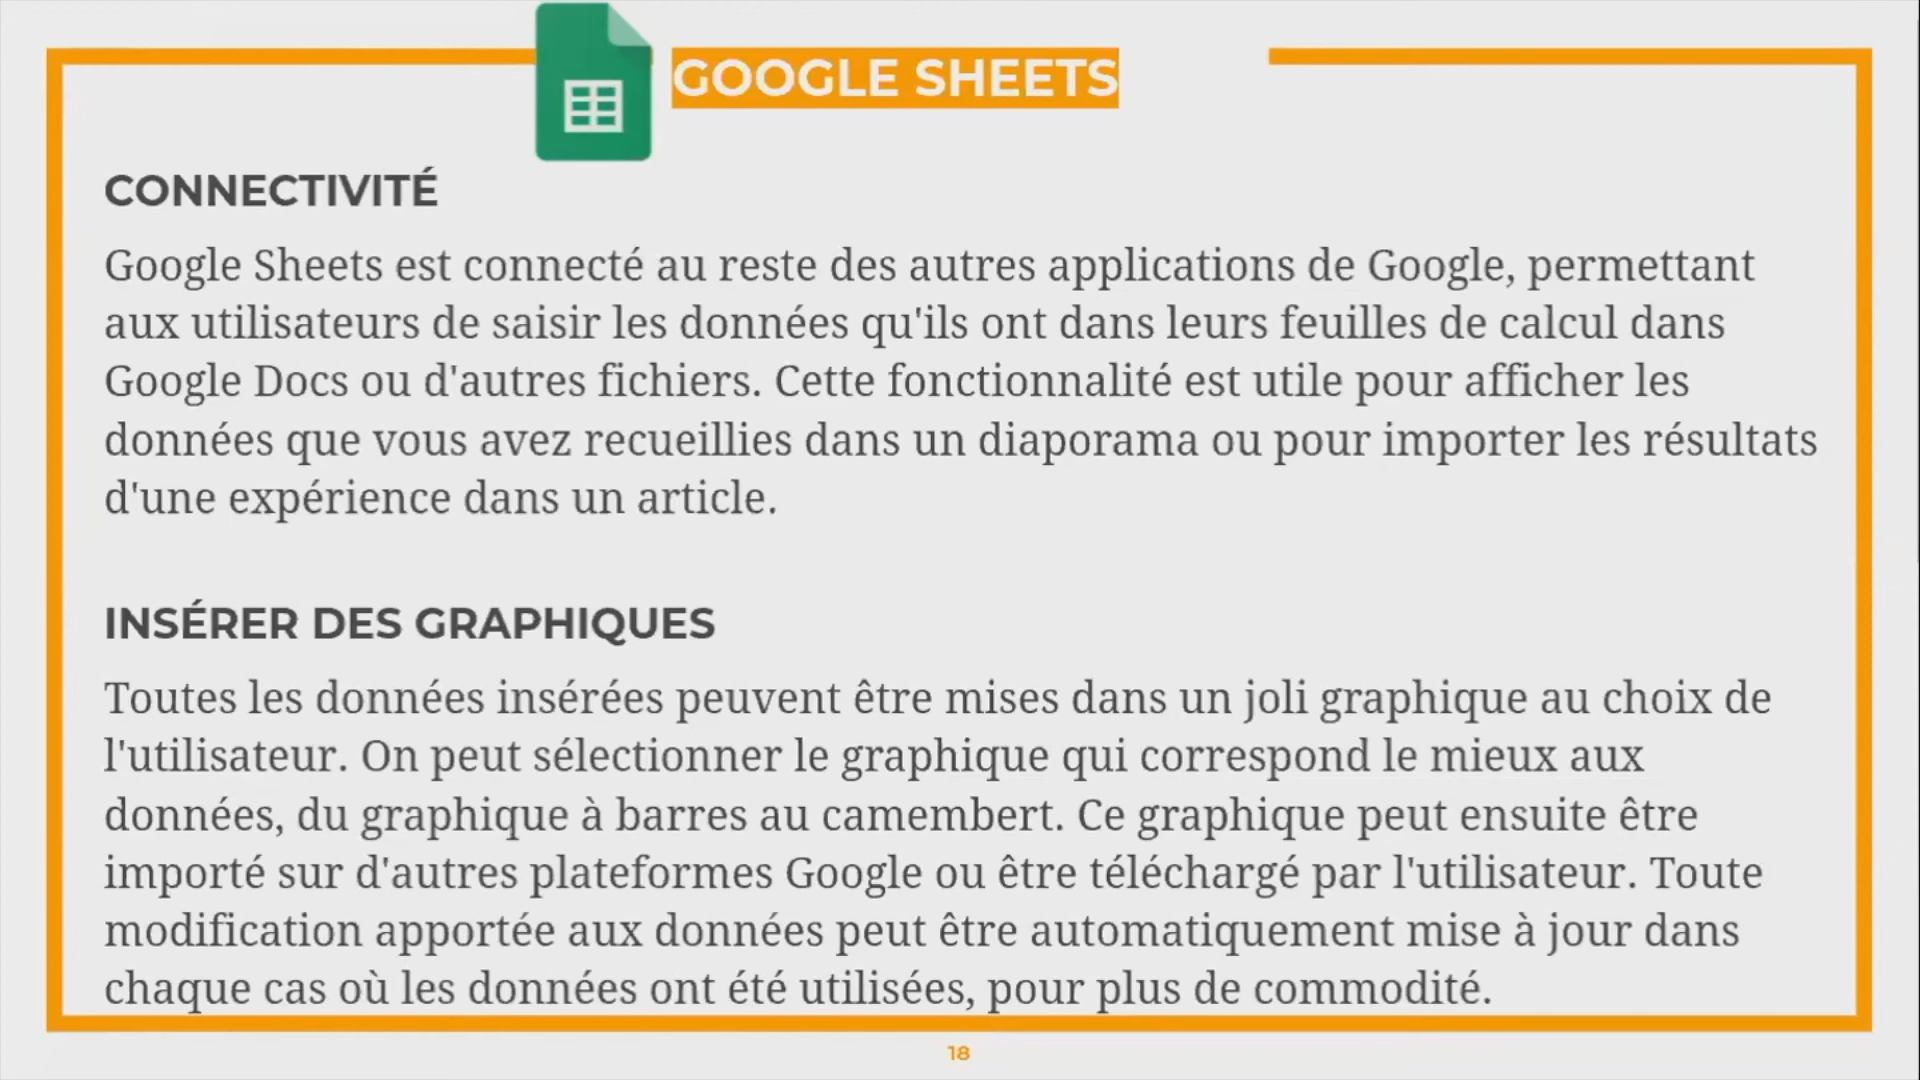 GOOGLE SHEETS
CONNECTIVITÉ
Google Sheets est connecté au reste des autres applications de Google, permettant
aux utilisateurs de saisir les données qu'ils ont dans leurs feuilles de calcul dans
Google Docs ou d'autres fichiers. Cette fonctionnalité est utile pour afficher les
données que vous avez recueillies dans un diaporama ou pour importer les résultats
d'une expérience dans un article.
INSÉRER DES GRAPHIQUES
Toutes les données insérées peuvent être mises dans un joli graphique au choix de
l'utilisateur. On peut sélectionner le graphique qui correspond le mieux aux
données, du graphique à barres au camembert. Ce graphique peut ensuite être
importé sur d'autres plateformes Google ou être téléchargé par l'utilisateur. Toute
modification apportée aux données peut être automatiquement mise à jour dans
chaque cas où les données ont été utilisées, pour plus de commodité.
18